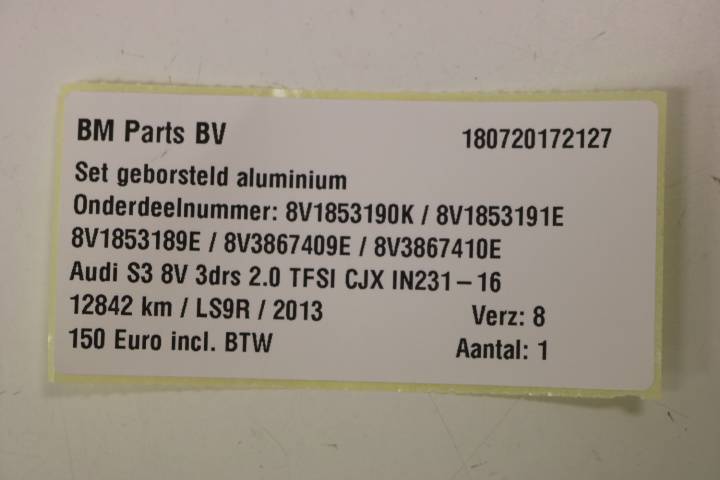 BM Parts BV 180720172127
Set geborsteld aluminium
Onderdeelnummer: 8V1853190K / 8V1853191E
8V1853189E / 8V3867409E / 8V3867410E
Audi S3 8V 3drs 2.0 TFSI CJX IN231-16
12842 km / LS9R / 2013 Verz: 8
150 Euro incl. BTW Aantal: 1